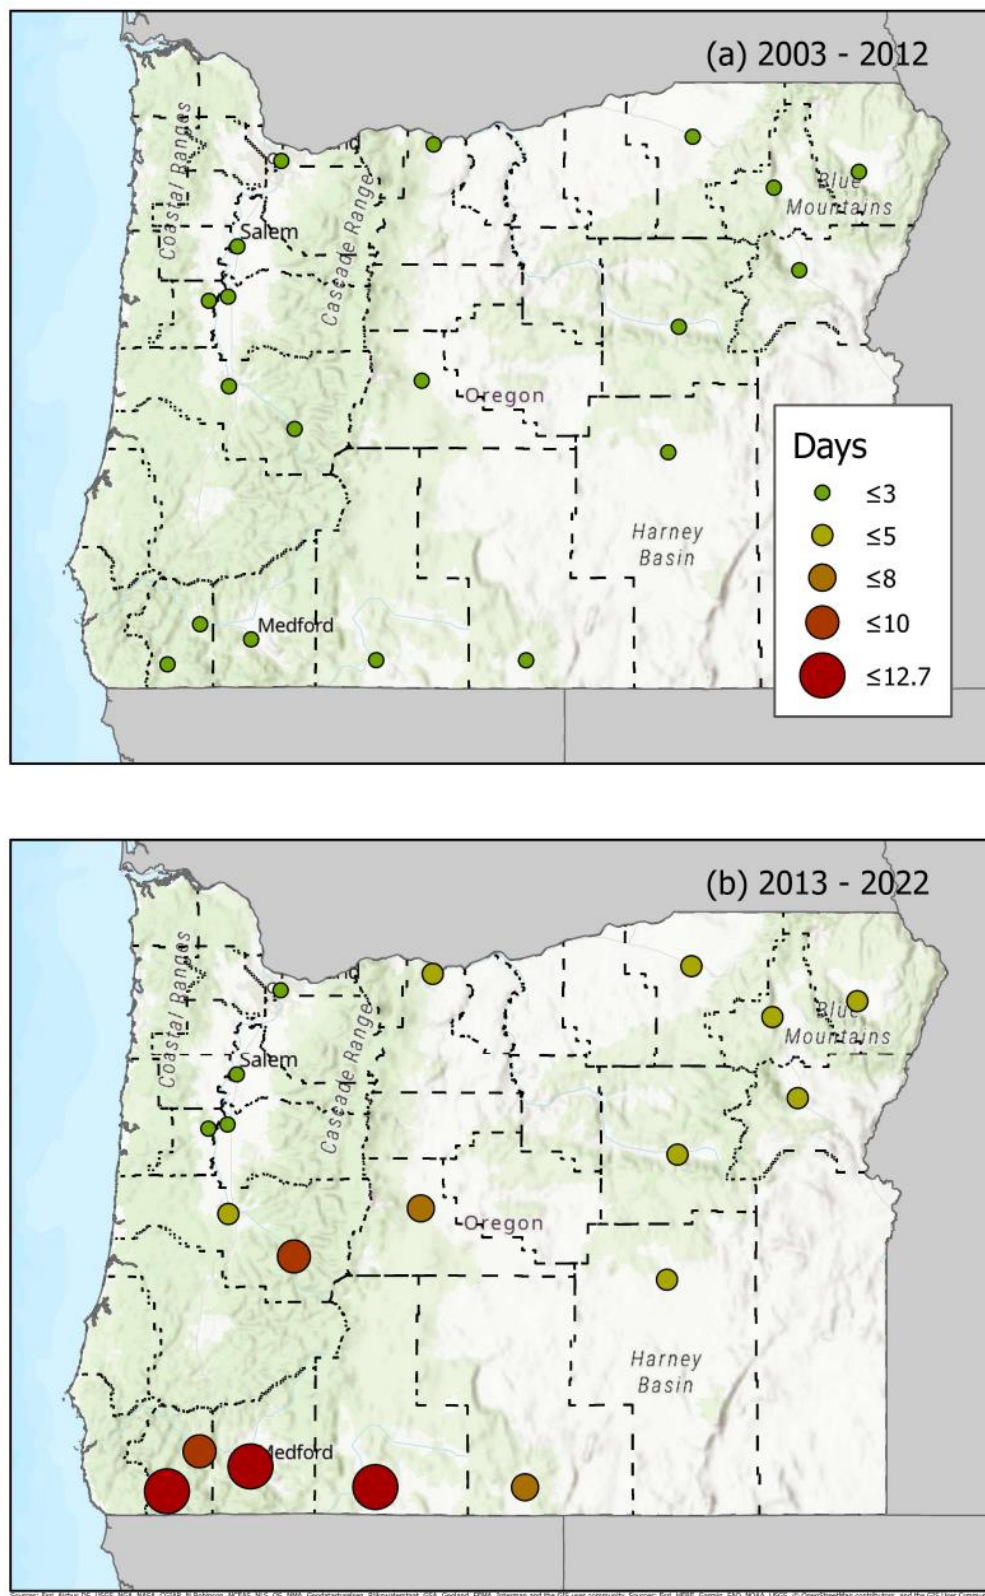 (a) 2003 - 2012
Coastal Ranges
Cascade Range
Blue
Mountains
Salem
Oregon
Harney
Basin
Medford
Days
≤3
≤5
≤8
≤10
≤12.7
(b) 2013 - 2022
Coastal Ranges
Cascade Range
Blue
Mountains
Salem
Oregon
Harney
Basin
Medford